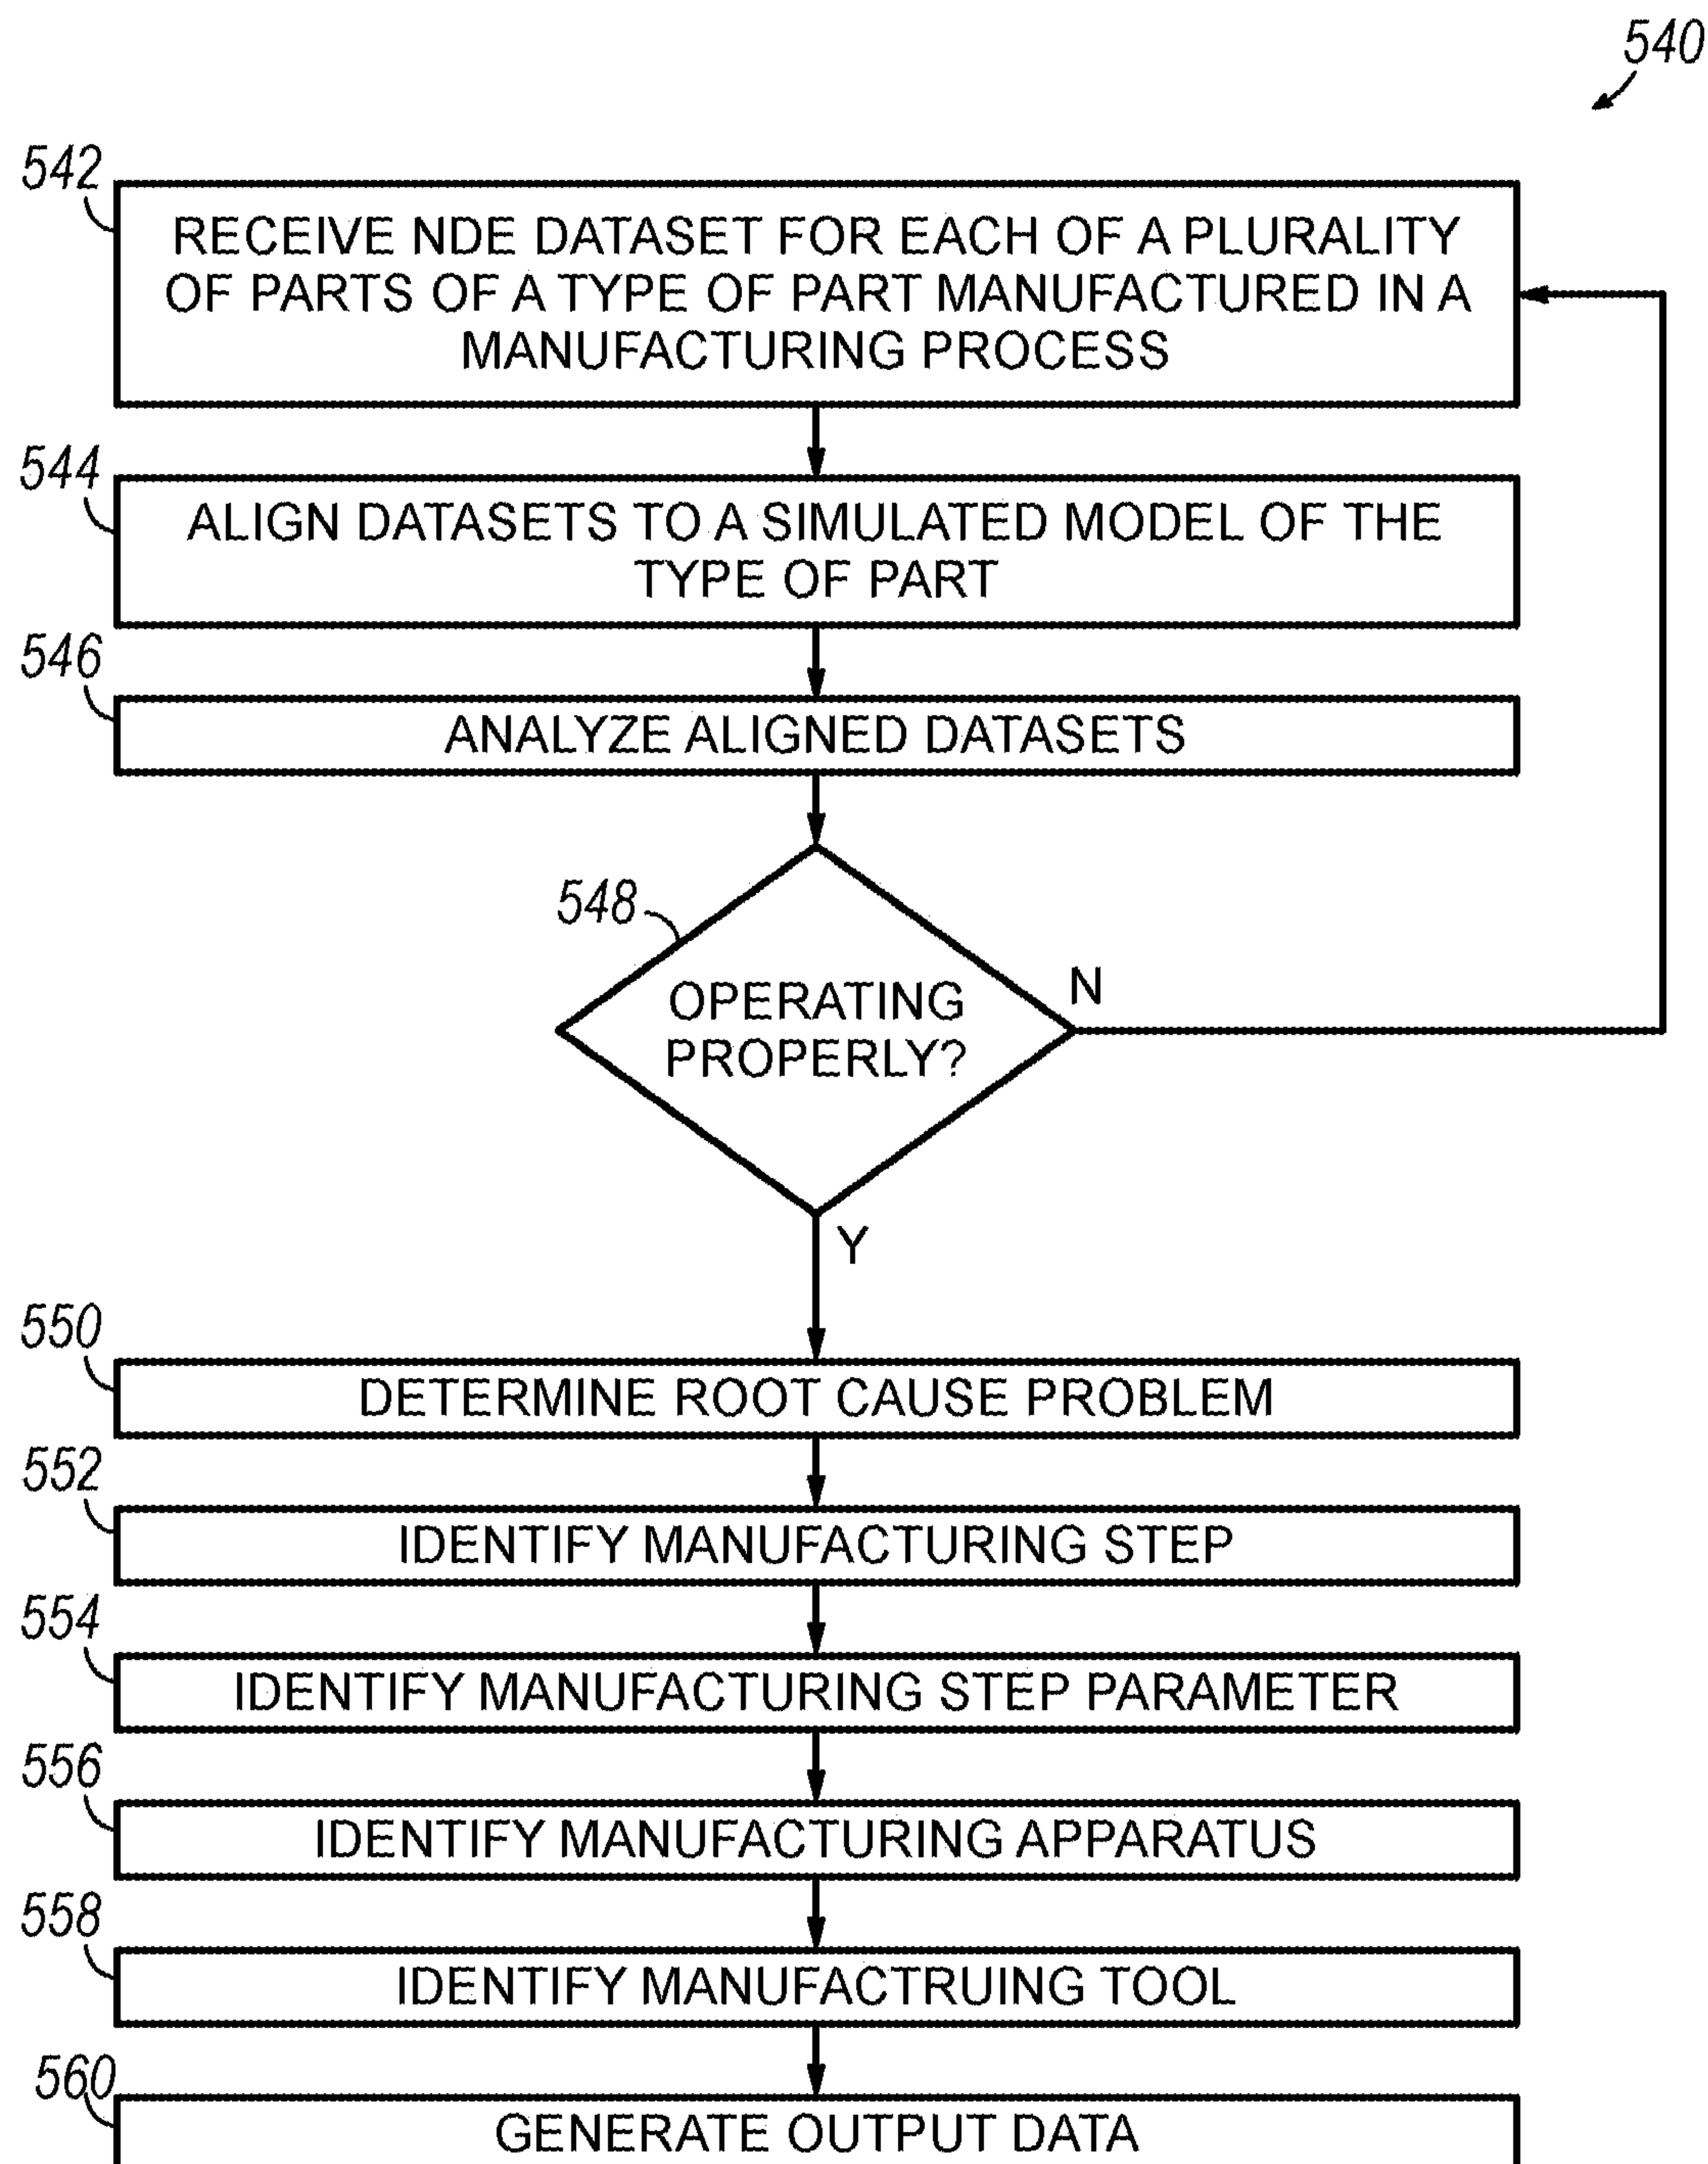 540
542
RECEIVE NDE DATASET FOR EACH OF A PLURALITY
OF PARTS OF A TYPE OF PART MANUFACTURED IN A
MANUFACTURING PROCESS
544
ALIGN DATASETS TO A SIMULATED MODEL OF THE
TYPE OF PART
546
ANALYZE ALIGNED DATASETS
548
OPERATING
PROPERLY?
N
Y
550
DETERMINE ROOT CAUSE PROBLEM
552
IDENTIFY MANUFACTURING STEP
554
IDENTIFY MANUFACTURING STEP PARAMETER
556
IDENTIFY MANUFACTURING APPARATUS
558
IDENTIFY MANUFACTRUING TOOL
560
GENERATE OUTPUT DATA